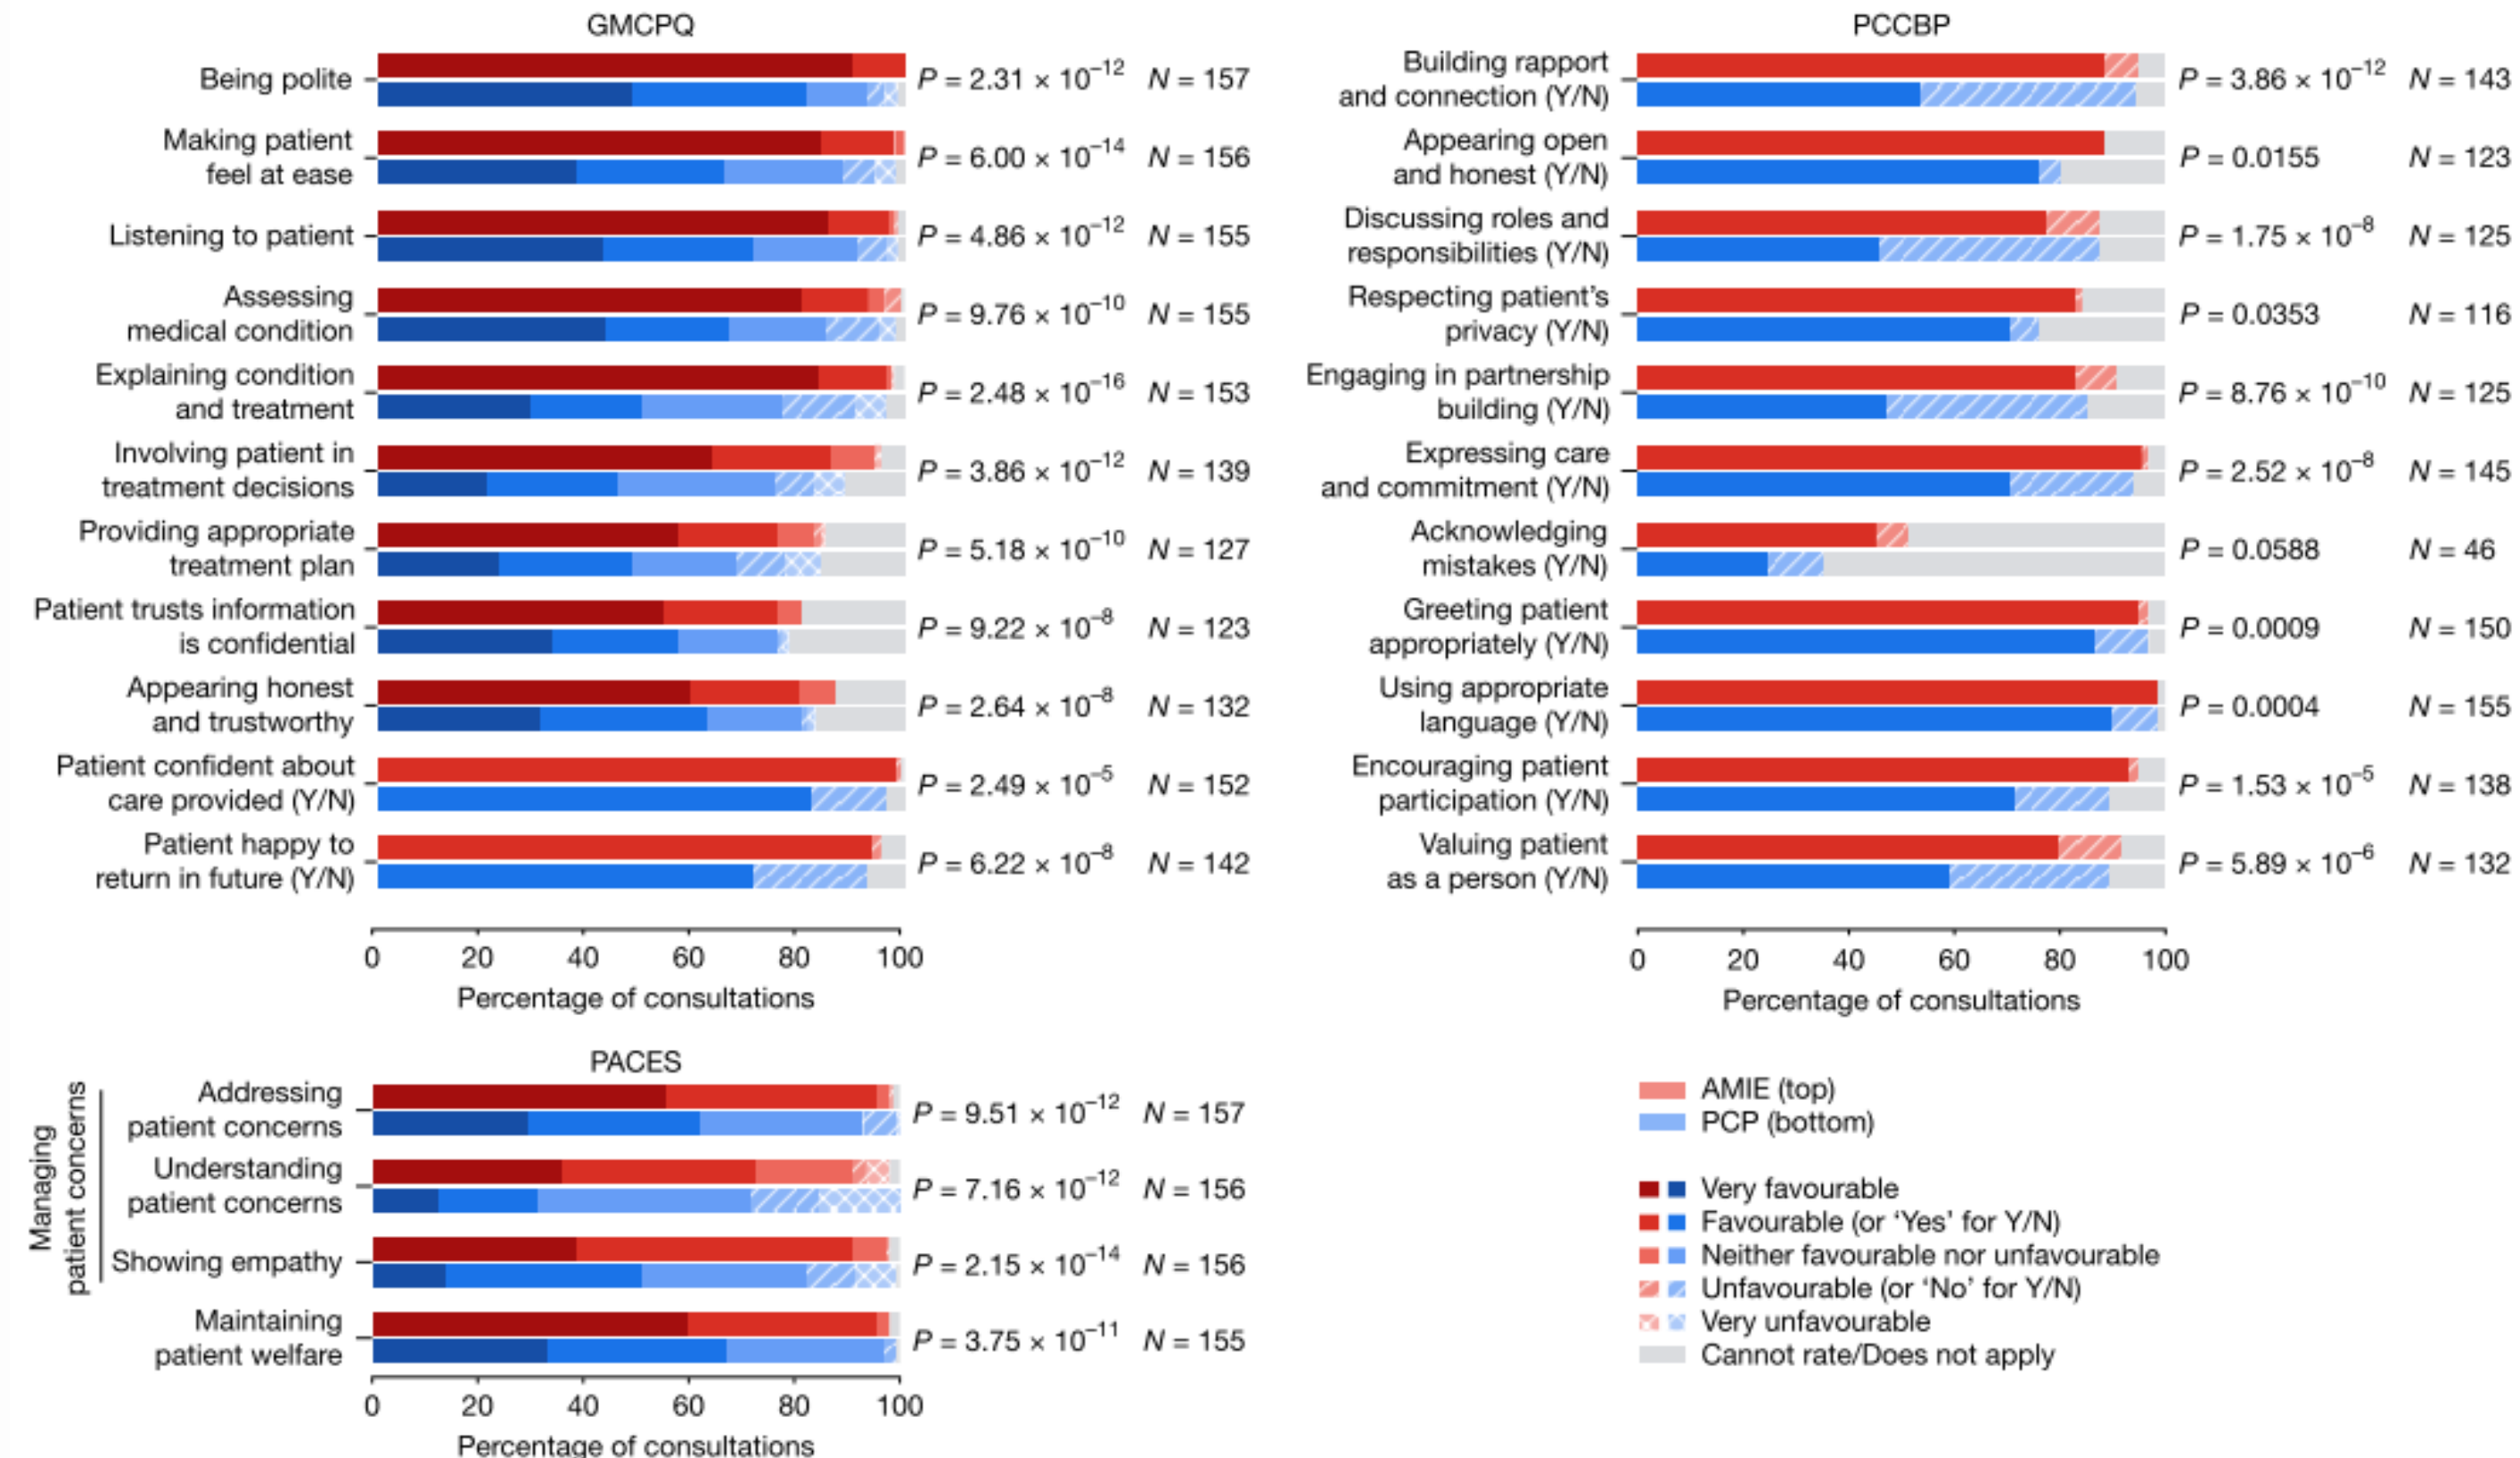 GMCPQ
Being polite
P = 2.31 × 10⁻¹² N = 157
Making patient
feel at ease
P = 6.00 × 10⁻¹⁴ N = 156
Listening to patient
P = 4.86 × 10⁻¹² N = 155
Assessing
medical condition
P = 9.76 × 10⁻¹⁰ N = 155
Explaining condition
and treatment
P = 2.48 × 10⁻¹⁶ N = 153
Involving patient in
treatment decisions
P = 3.86 × 10⁻¹² N = 139
Providing appropriate
treatment plan
P = 5.18 × 10⁻¹⁰ N = 127
Patient trusts information
is confidential
P = 9.22 × 10⁻⁸ N = 123
Appearing honest
and trustworthy
P = 2.64 × 10⁻⁸ N = 132
Patient confident about
care provided (Y/N)
P = 2.49 × 10⁻⁵ N = 152
Patient happy to
return in future (Y/N)
P = 6.22 × 10⁻⁸ N = 142
0 20 40 60 80 100
Percentage of consultations
PCCBP
Building rapport
and connection (Y/N)
P = 3.86 × 10⁻¹² N = 143
Appearing open
and honest (Y/N)
P = 0.0155 N = 123
Discussing roles and
responsibilities (Y/N)
P = 1.75 × 10⁻⁸ N = 125
Respecting patient's
privacy (Y/N)
P = 0.0353 N = 116
Engaging in partnership
building (Y/N)
P = 8.76 × 10⁻¹⁰ N = 125
Expressing care
and commitment (Y/N)
P = 2.52 × 10⁻⁸ N = 145
Acknowledging
mistakes (Y/N)
P = 0.0588 N = 46
Greeting patient
appropriately (Y/N)
P = 0.0009 N = 150
Using appropriate
language (Y/N)
P = 0.0004 N = 155
Encouraging patient
participation (Y/N)
P = 1.53 × 10⁻⁵ N = 138
Valuing patient
as a person (Y/N)
P = 5.89 × 10⁻⁶ N = 132
0 20 40 60 80 100
Percentage of consultations
PACES
Managing
patient concerns
Addressing
patient concerns
P = 9.51 × 10⁻¹² N = 157
Understanding
patient concerns
P = 7.16 × 10⁻¹² N = 156
Showing empathy
P = 2.15 × 10⁻¹⁴ N = 156
Maintaining
patient welfare
P = 3.75 × 10⁻¹¹ N = 155
0 20 40 60 80 100
Percentage of consultations
AMIE (top)
PCP (bottom)
Very favourable
Favourable (or 'Yes' for Y/N)
Neither favourable nor unfavourable
Unfavourable (or 'No' for Y/N)
Very unfavourable
Cannot rate/Does not apply